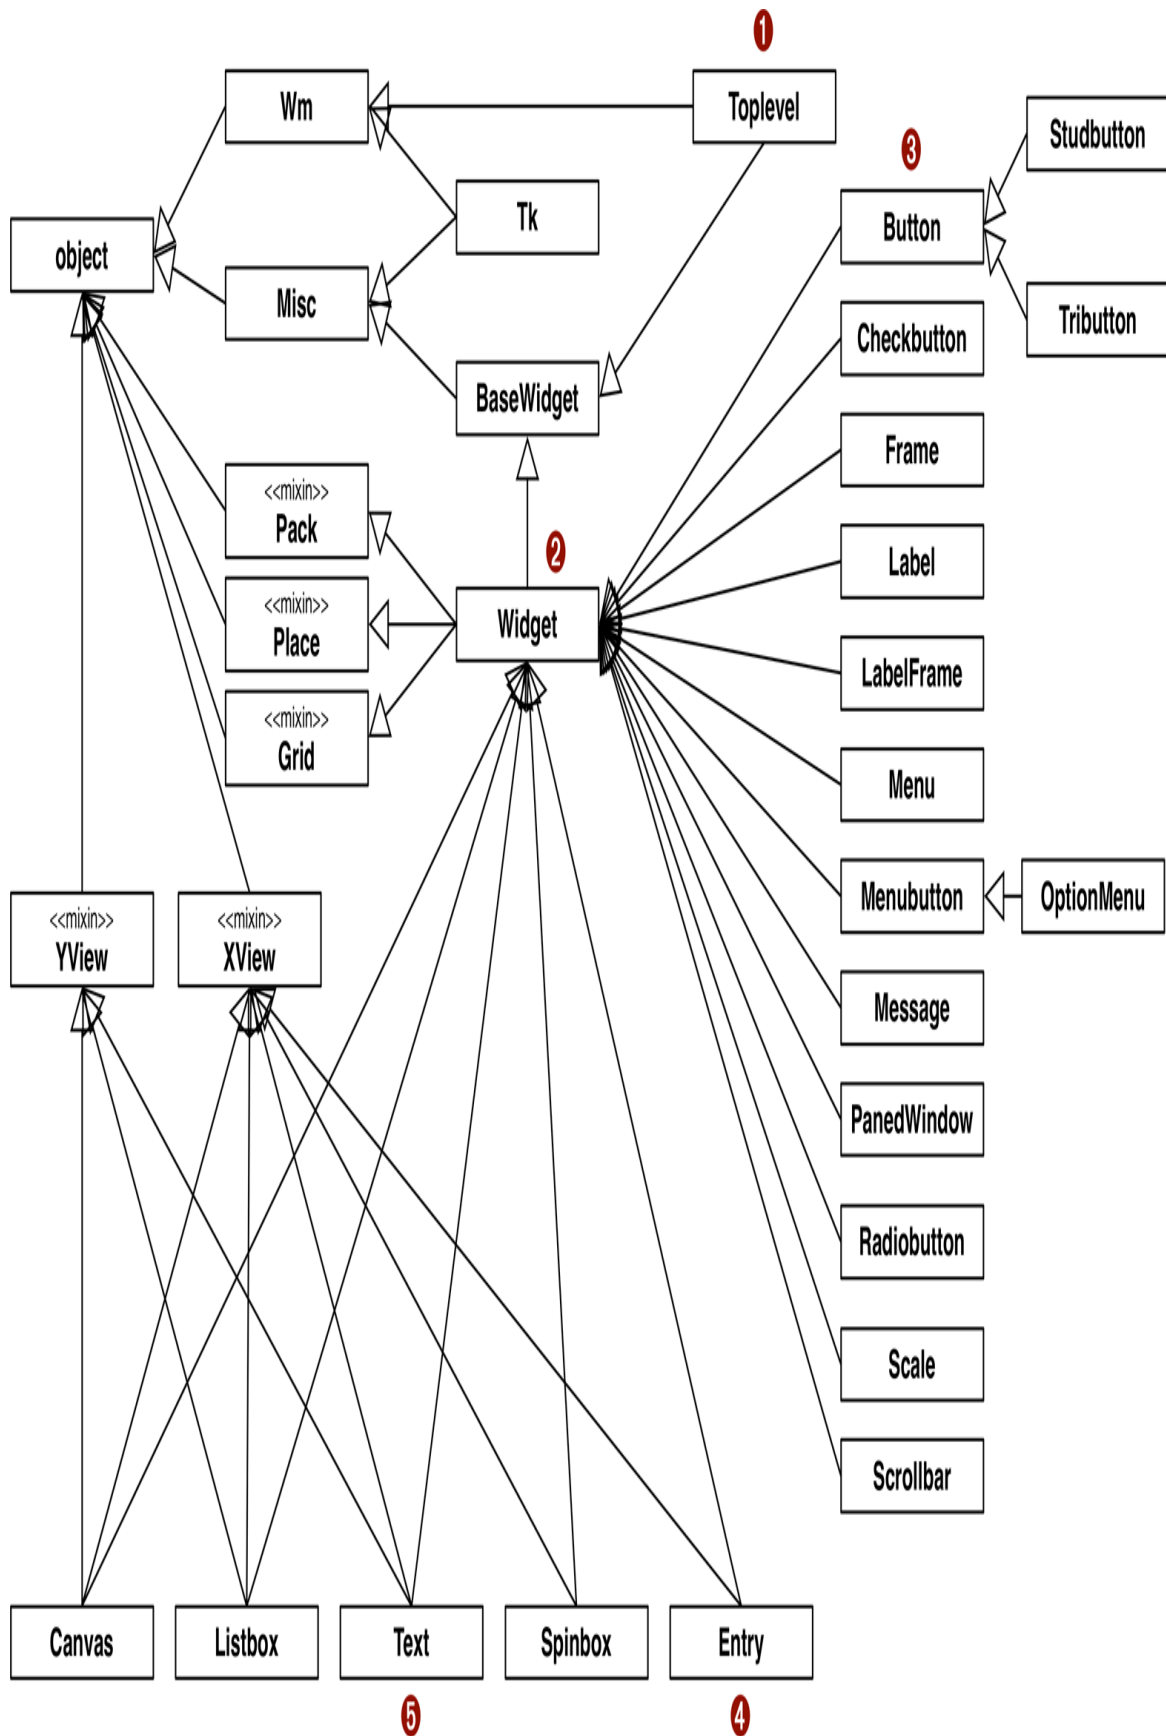 1
Wm
Toplevel
Studbutton
3
Tk
Button
object
Misc
Tributton
Checkbutton
BaseWidget
Frame
<<mixin>>
Pack
2
Label
<<mixin>>
Place
Widget
LabelFrame
<<mixin>>
Grid
Menu
Menubutton
OptionMenu
<<mixin>>
YView
<<mixin>>
XView
Message
PanedWindow
Radiobutton
Scale
Scrollbar
Canvas
Listbox
Text
Spinbox
Entry
5
4